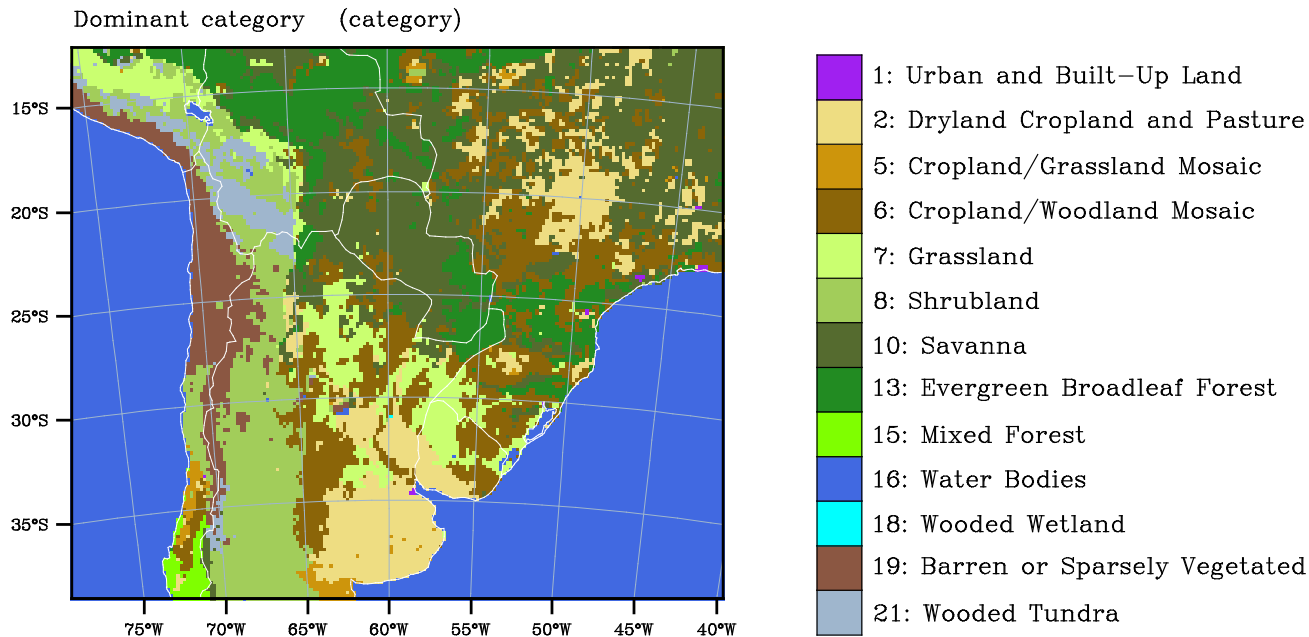 Dominant category (category)
15°S
20°S
25°S
30°S
35°S
75°W 70°W 65°W 60°W 55°W 50°W 45°W 40°W
1: Urban and Built-Up Land
2: Dryland Cropland and Pasture
5: Cropland/Grassland Mosaic
6: Cropland/Woodland Mosaic
7: Grassland
8: Shrubland
10: Savanna
13: Evergreen Broadleaf Forest
15: Mixed Forest
16: Water Bodies
18: Wooded Wetland
19: Barren or Sparsely Vegetated
21: Wooded Tundra